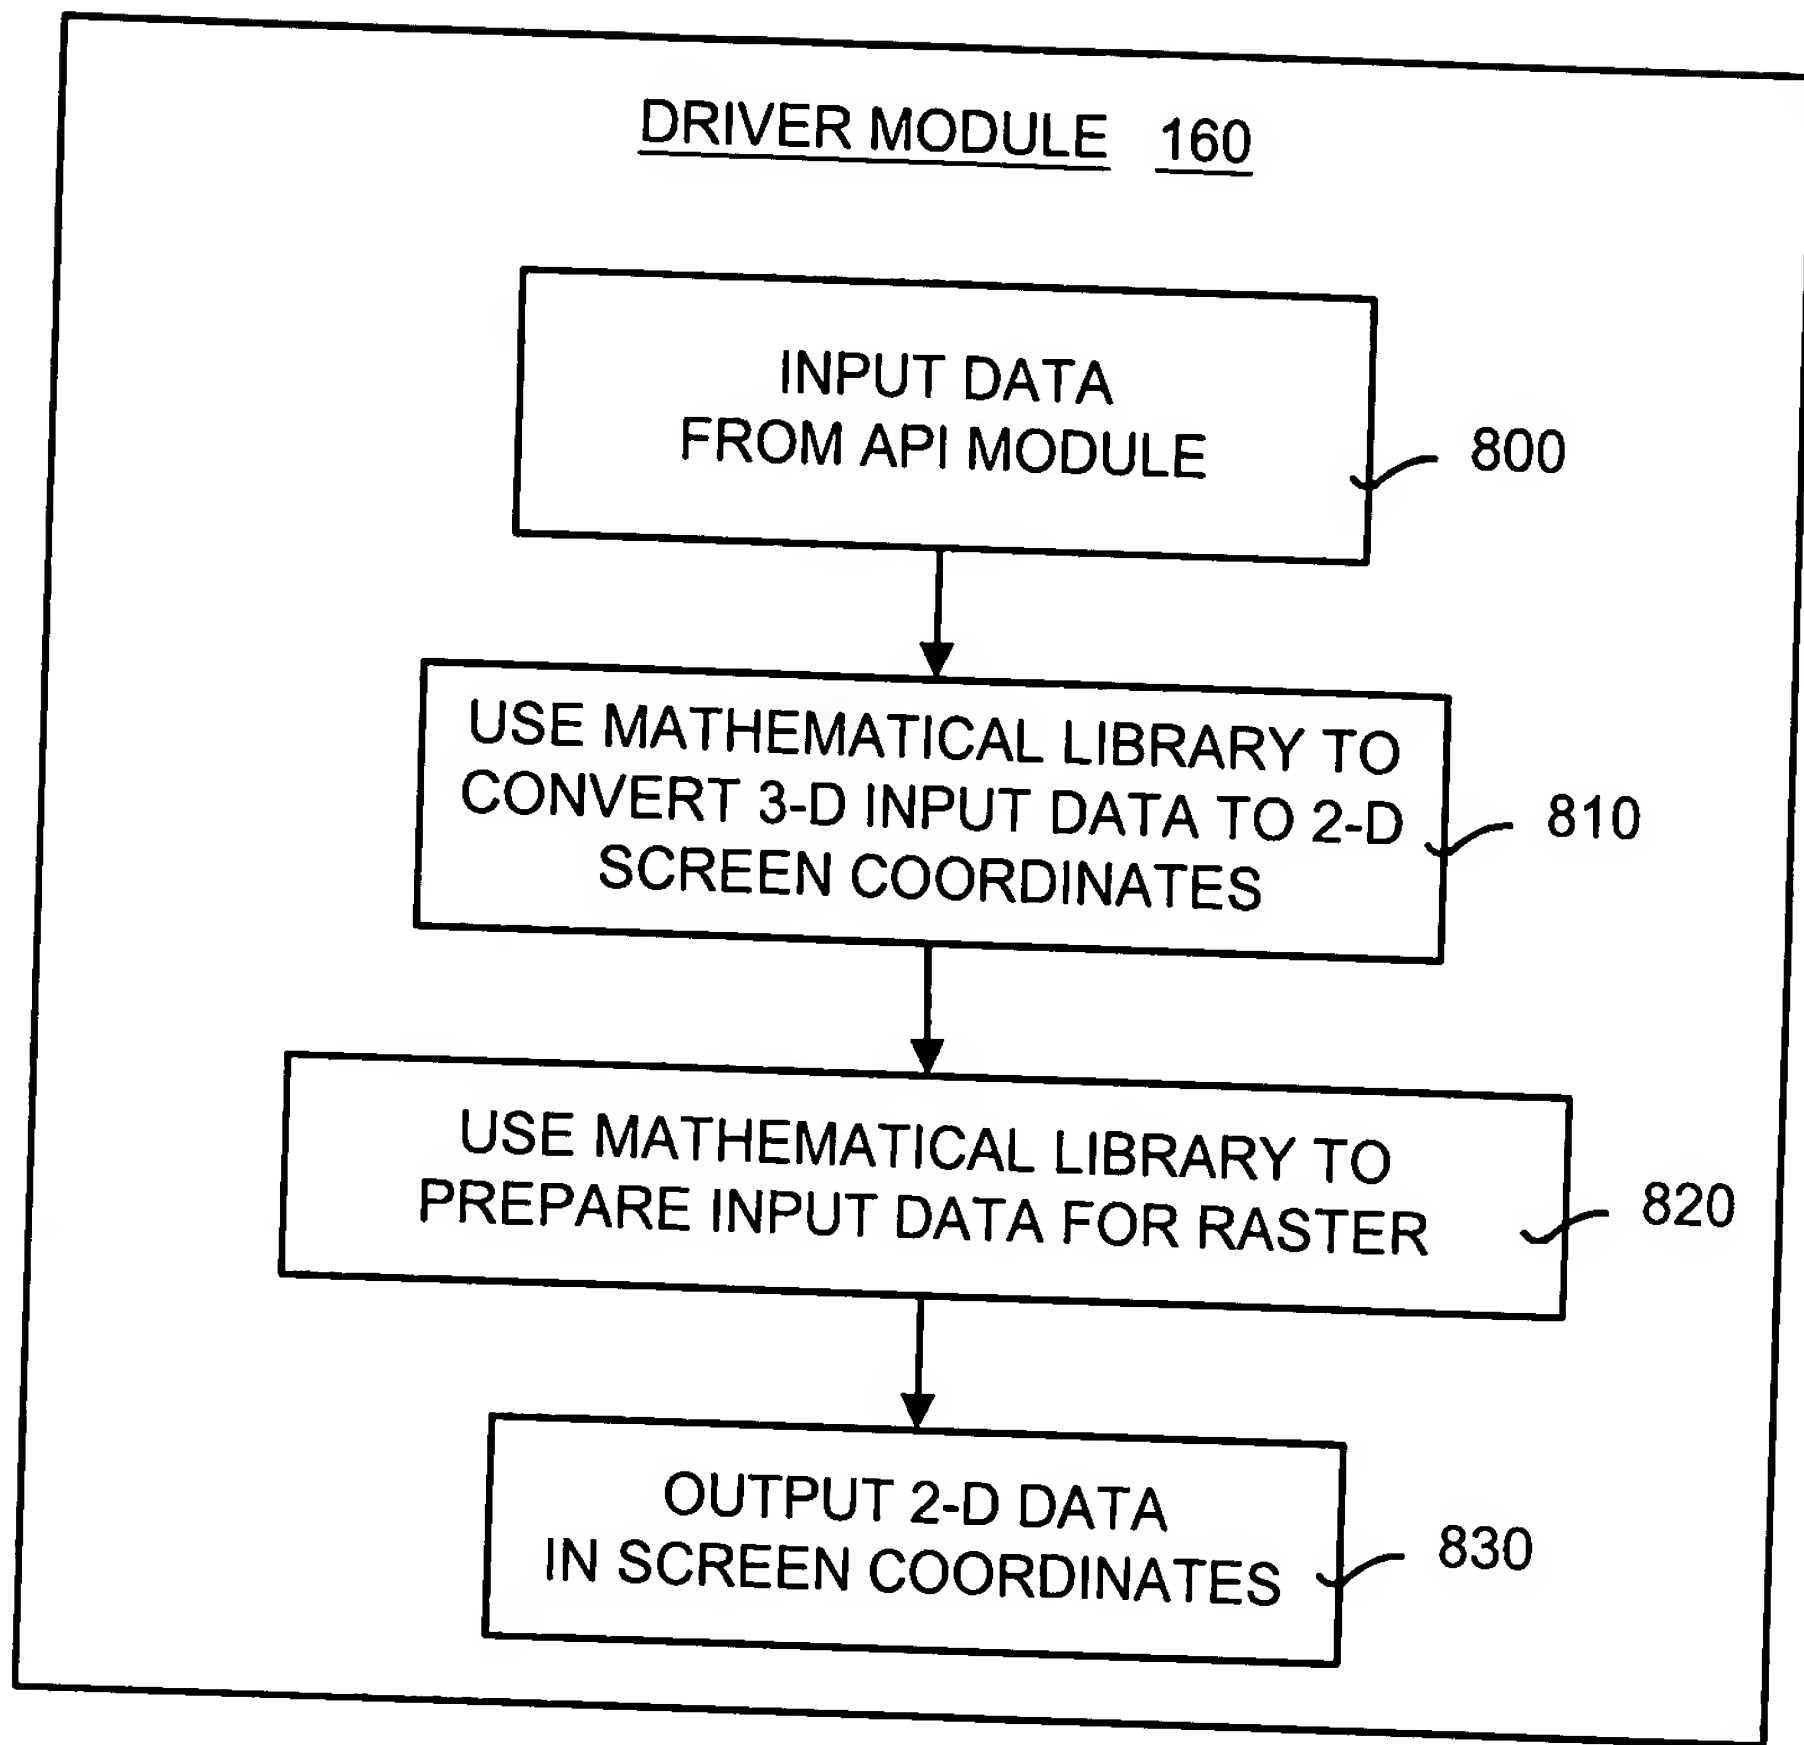 DRIVER MODULE 160
INPUT DATA
FROM API MODULE
800
USE MATHEMATICAL LIBRARY TO
CONVERT 3-D INPUT DATA TO 2-D
SCREEN COORDINATES
810
USE MATHEMATICAL LIBRARY TO
PREPARE INPUT DATA FOR RASTER
820
OUTPUT 2-D DATA
IN SCREEN COORDINATES
830